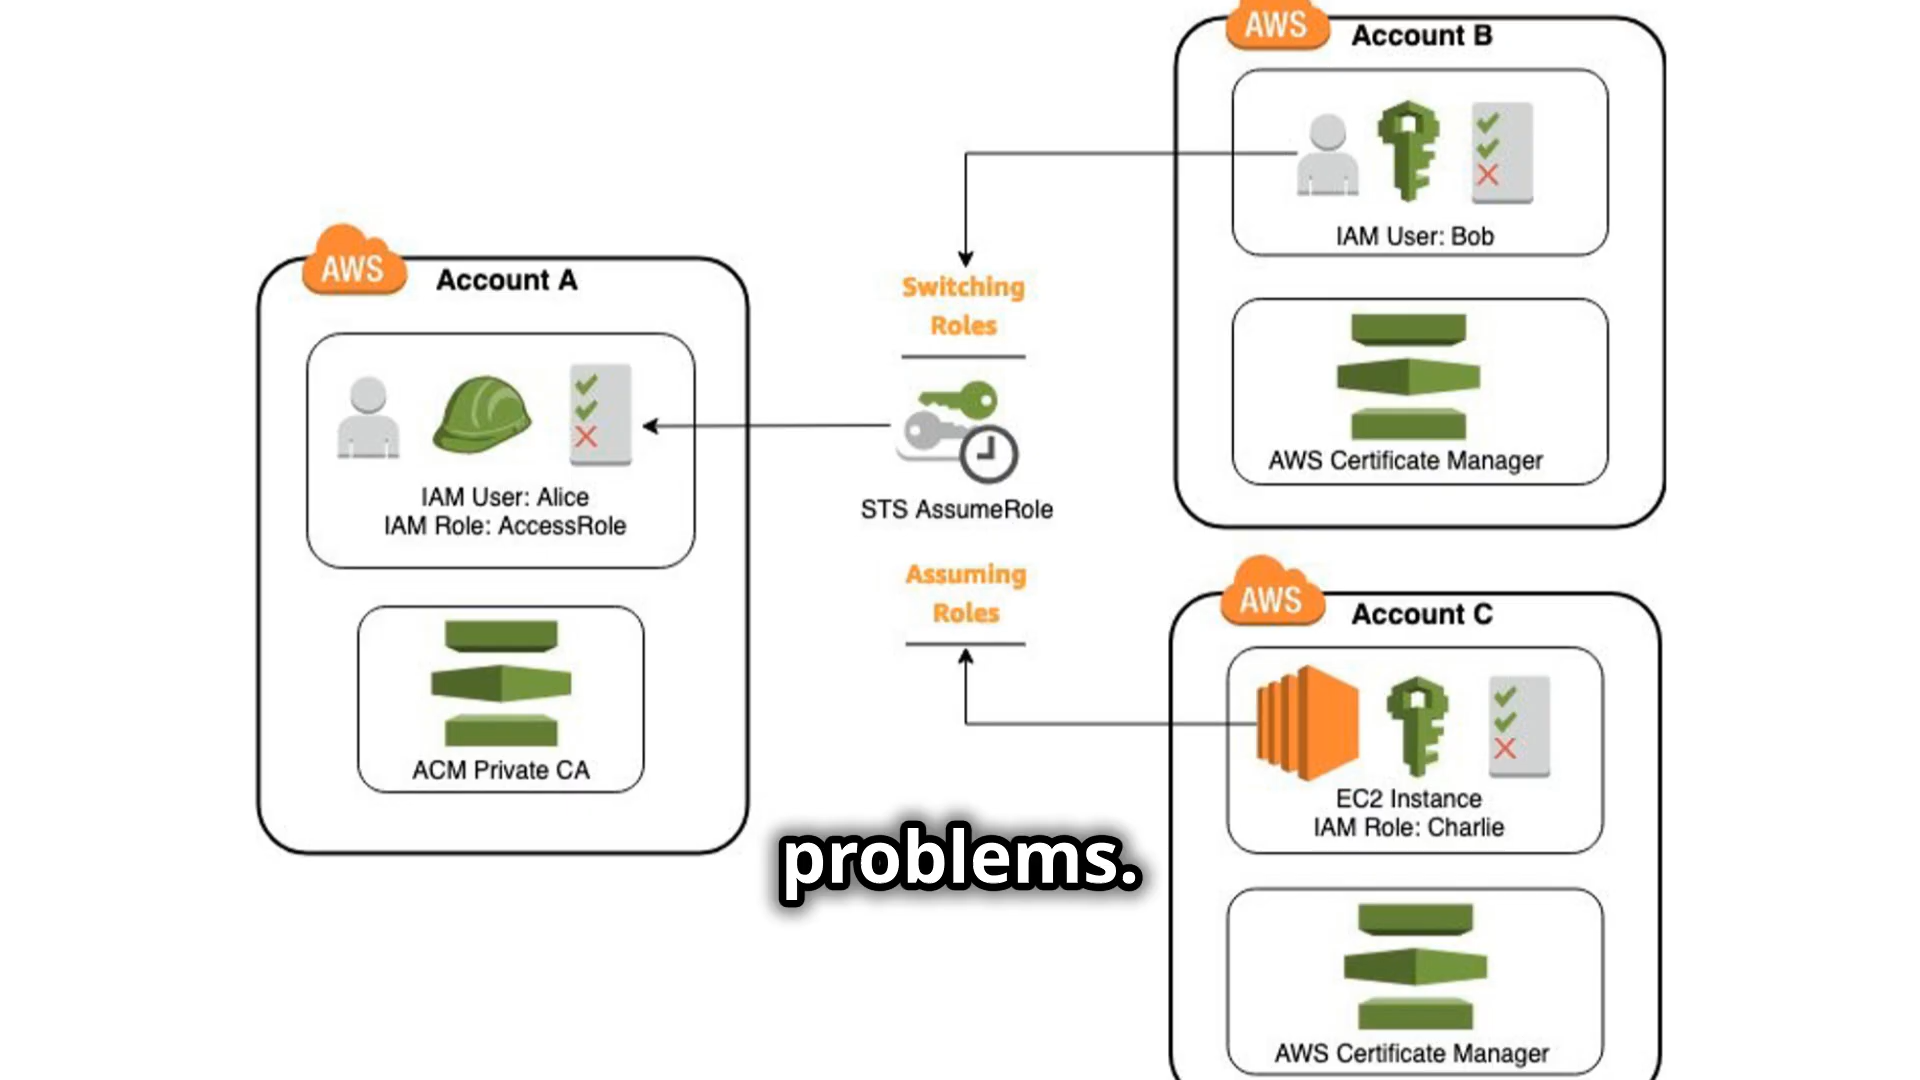 AWS
Account A
IAM User: Alice
IAM Role: AccessRole
ACM Private CA
Switching
Roles
STS AssumeRole
Assuming
Roles
AWS
Account B
IAM User: Bob
AWS Certificate Manager
AWS
Account C
EC2 Instance
IAM Role: Charlie
AWS Certificate Manager
problems.